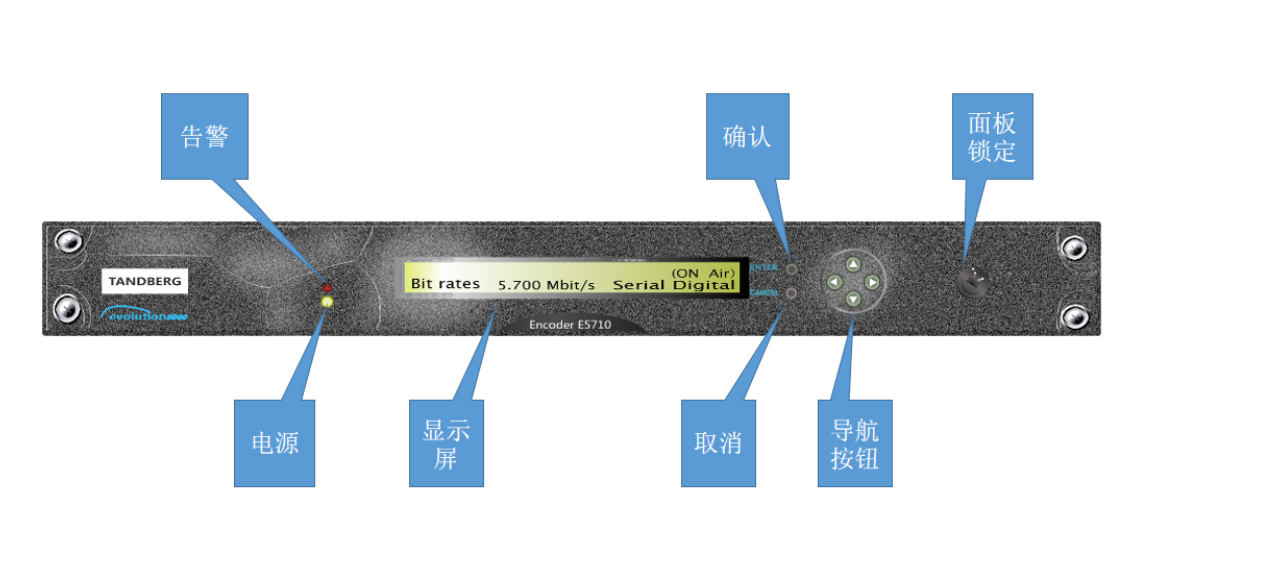 告警
确认
面板
锁定
TANDBERG
evolution5000
Bit rates 5.700 Mbit/s
(ON Air)
Serial Digital
ENTER
CANCEL
Encoder E5710
电源
显示
屏
取消
导航
按钮